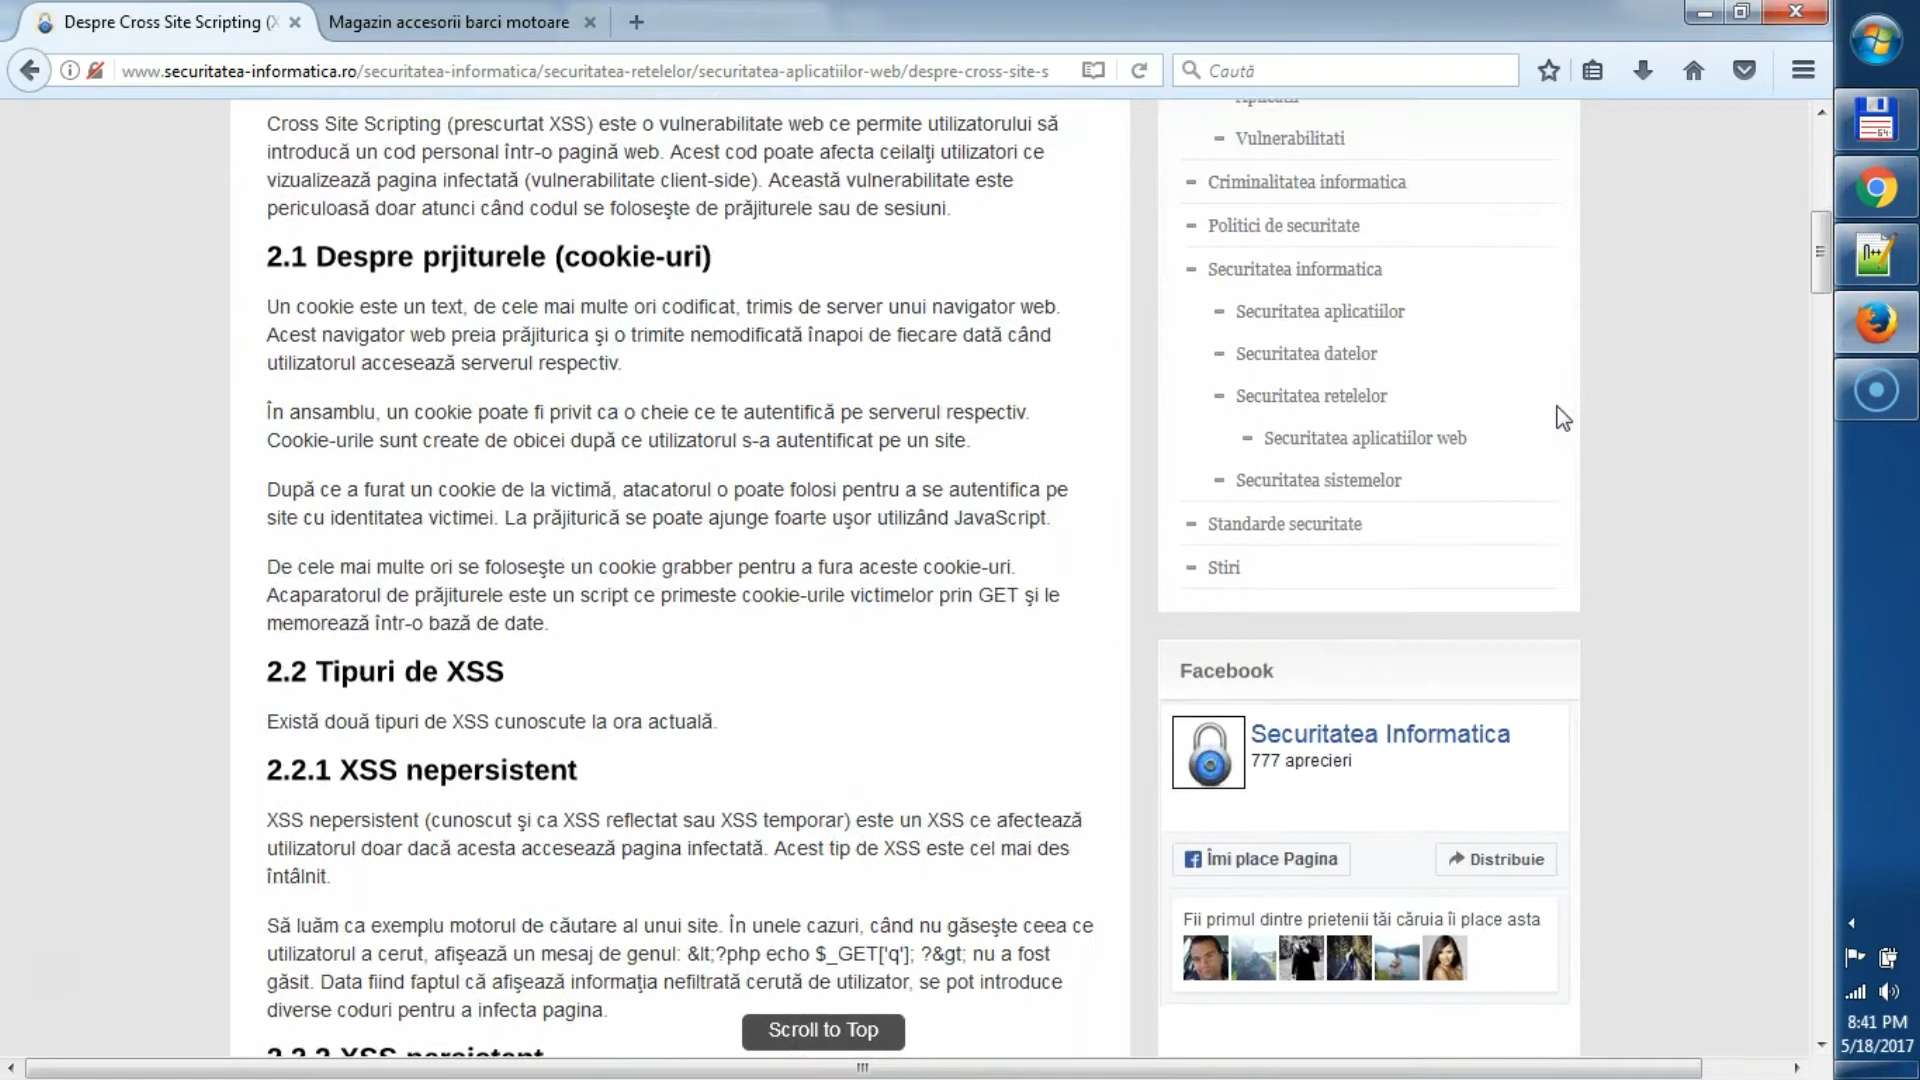 Despre Cross Site Scripting (X
Magazin accesorii barci motoare
www.securitatea-informatica.ro/securitatea-informatica/securitatea-retelelor/securitatea-aplicatiilor-web/despre-cross-site-s
Caută
Cross Site Scripting (prescurtat XSS) este o vulnerabilitate web ce permite utilizatorului să
introducă un cod personal într-o pagină web. Acest cod poate afecta ceilalţi utilizatori ce
vizualizează pagina infectată (vulnerabilitate client-side). Această vulnerabilitate este
periculoasă doar atunci când codul se foloseşte de prăjiturele sau de sesiuni.
2.1 Despre prjiturele (cookie-uri)
Un cookie este un text, de cele mai multe ori codificat, trimis de server unui navigator web.
Acest navigator web preia prăjiturica şi o trimite nemodificată înapoi de fiecare dată când
utilizatorul accesează serverul respectiv.
În ansamblu, un cookie poate fi privit ca o cheie ce te autentifică pe serverul respectiv.
Cookie-urile sunt create de obicei după ce utilizatorul s-a autentificat pe un site.
După ce a furat un cookie de la victimă, atacatorul o poate folosi pentru a se autentifica pe
site cu identitatea victimei. La prăjiturică se poate ajunge foarte uşor utilizând JavaScript.
De cele mai multe ori se foloseşte un cookie grabber pentru a fura aceste cookie-uri.
Acaparatorul de prăjiturele este un script ce primeste cookie-urile victimelor prin GET şi le
memorează într-o bază de date.
2.2 Tipuri de XSS
Există două tipuri de XSS cunoscute la ora actuală.
2.2.1 XSS nepersistent
XSS nepersistent (cunoscut şi ca XSS reflectat sau XSS temporar) este un XSS ce afectează
utilizatorul doar dacă acesta accesează pagina infectată. Acest tip de XSS este cel mai des
întâlnit.
Să luăm ca exemplu motorul de căutare al unui site. În unele cazuri, când nu găseşte ceea ce
utilizatorul a cerut, afişează un mesaj de genul: &lt;?php echo $_GET['q']; ?&gt; nu a fost
găsit. Data fiind faptul că afişează informaţia nefiltrată cerută de utilizator, se pot introduce
diverse coduri pentru a infecta pagina.
2.2.2 XSS persistent
Scroll to Top
Aplicatii
Vulnerabilitati
Criminalitatea informatica
Politici de securitate
Securitatea informatica
Securitatea aplicatiilor
Securitatea datelor
Securitatea retelelor
Securitatea aplicatiilor web
Securitatea sistemelor
Standarde securitate
Stiri
Facebook
Securitatea Informatica
777 aprecieri
Îmi place Pagina
Distribuie
Fii primul dintre prietenii tăi căruia îi place asta
64
n++
8:41 PM
5/18/2017